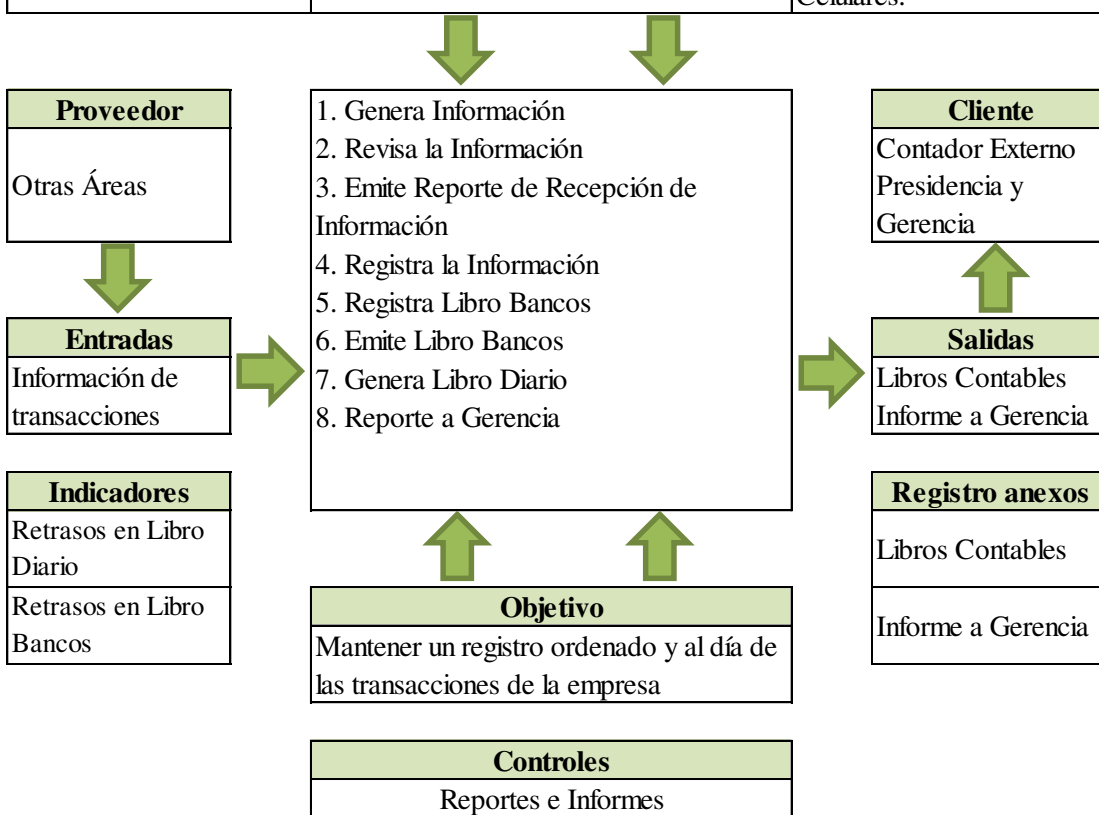 Celulares.
Proveedor
Otras Áreas
Entradas
Información de
transacciones
Indicadores
Retrasos en Libro
Diario
Retrasos en Libro
Bancos
1. Genera Información
2. Revisa la Información
3. Emite Reporte de Recepción de
Información
4. Registra la Información
5. Registra Libro Bancos
6. Emite Libro Bancos
7. Genera Libro Diario
8. Reporte a Gerencia
Objetivo
Mantener un registro ordenado y al día de
las transacciones de la empresa
Controles
Reportes e Informes
Cliente
Contador Externo
Presidencia y
Gerencia
Salidas
Libros Contables
Informe a Gerencia
Registro anexos
Libros Contables
Informe a Gerencia